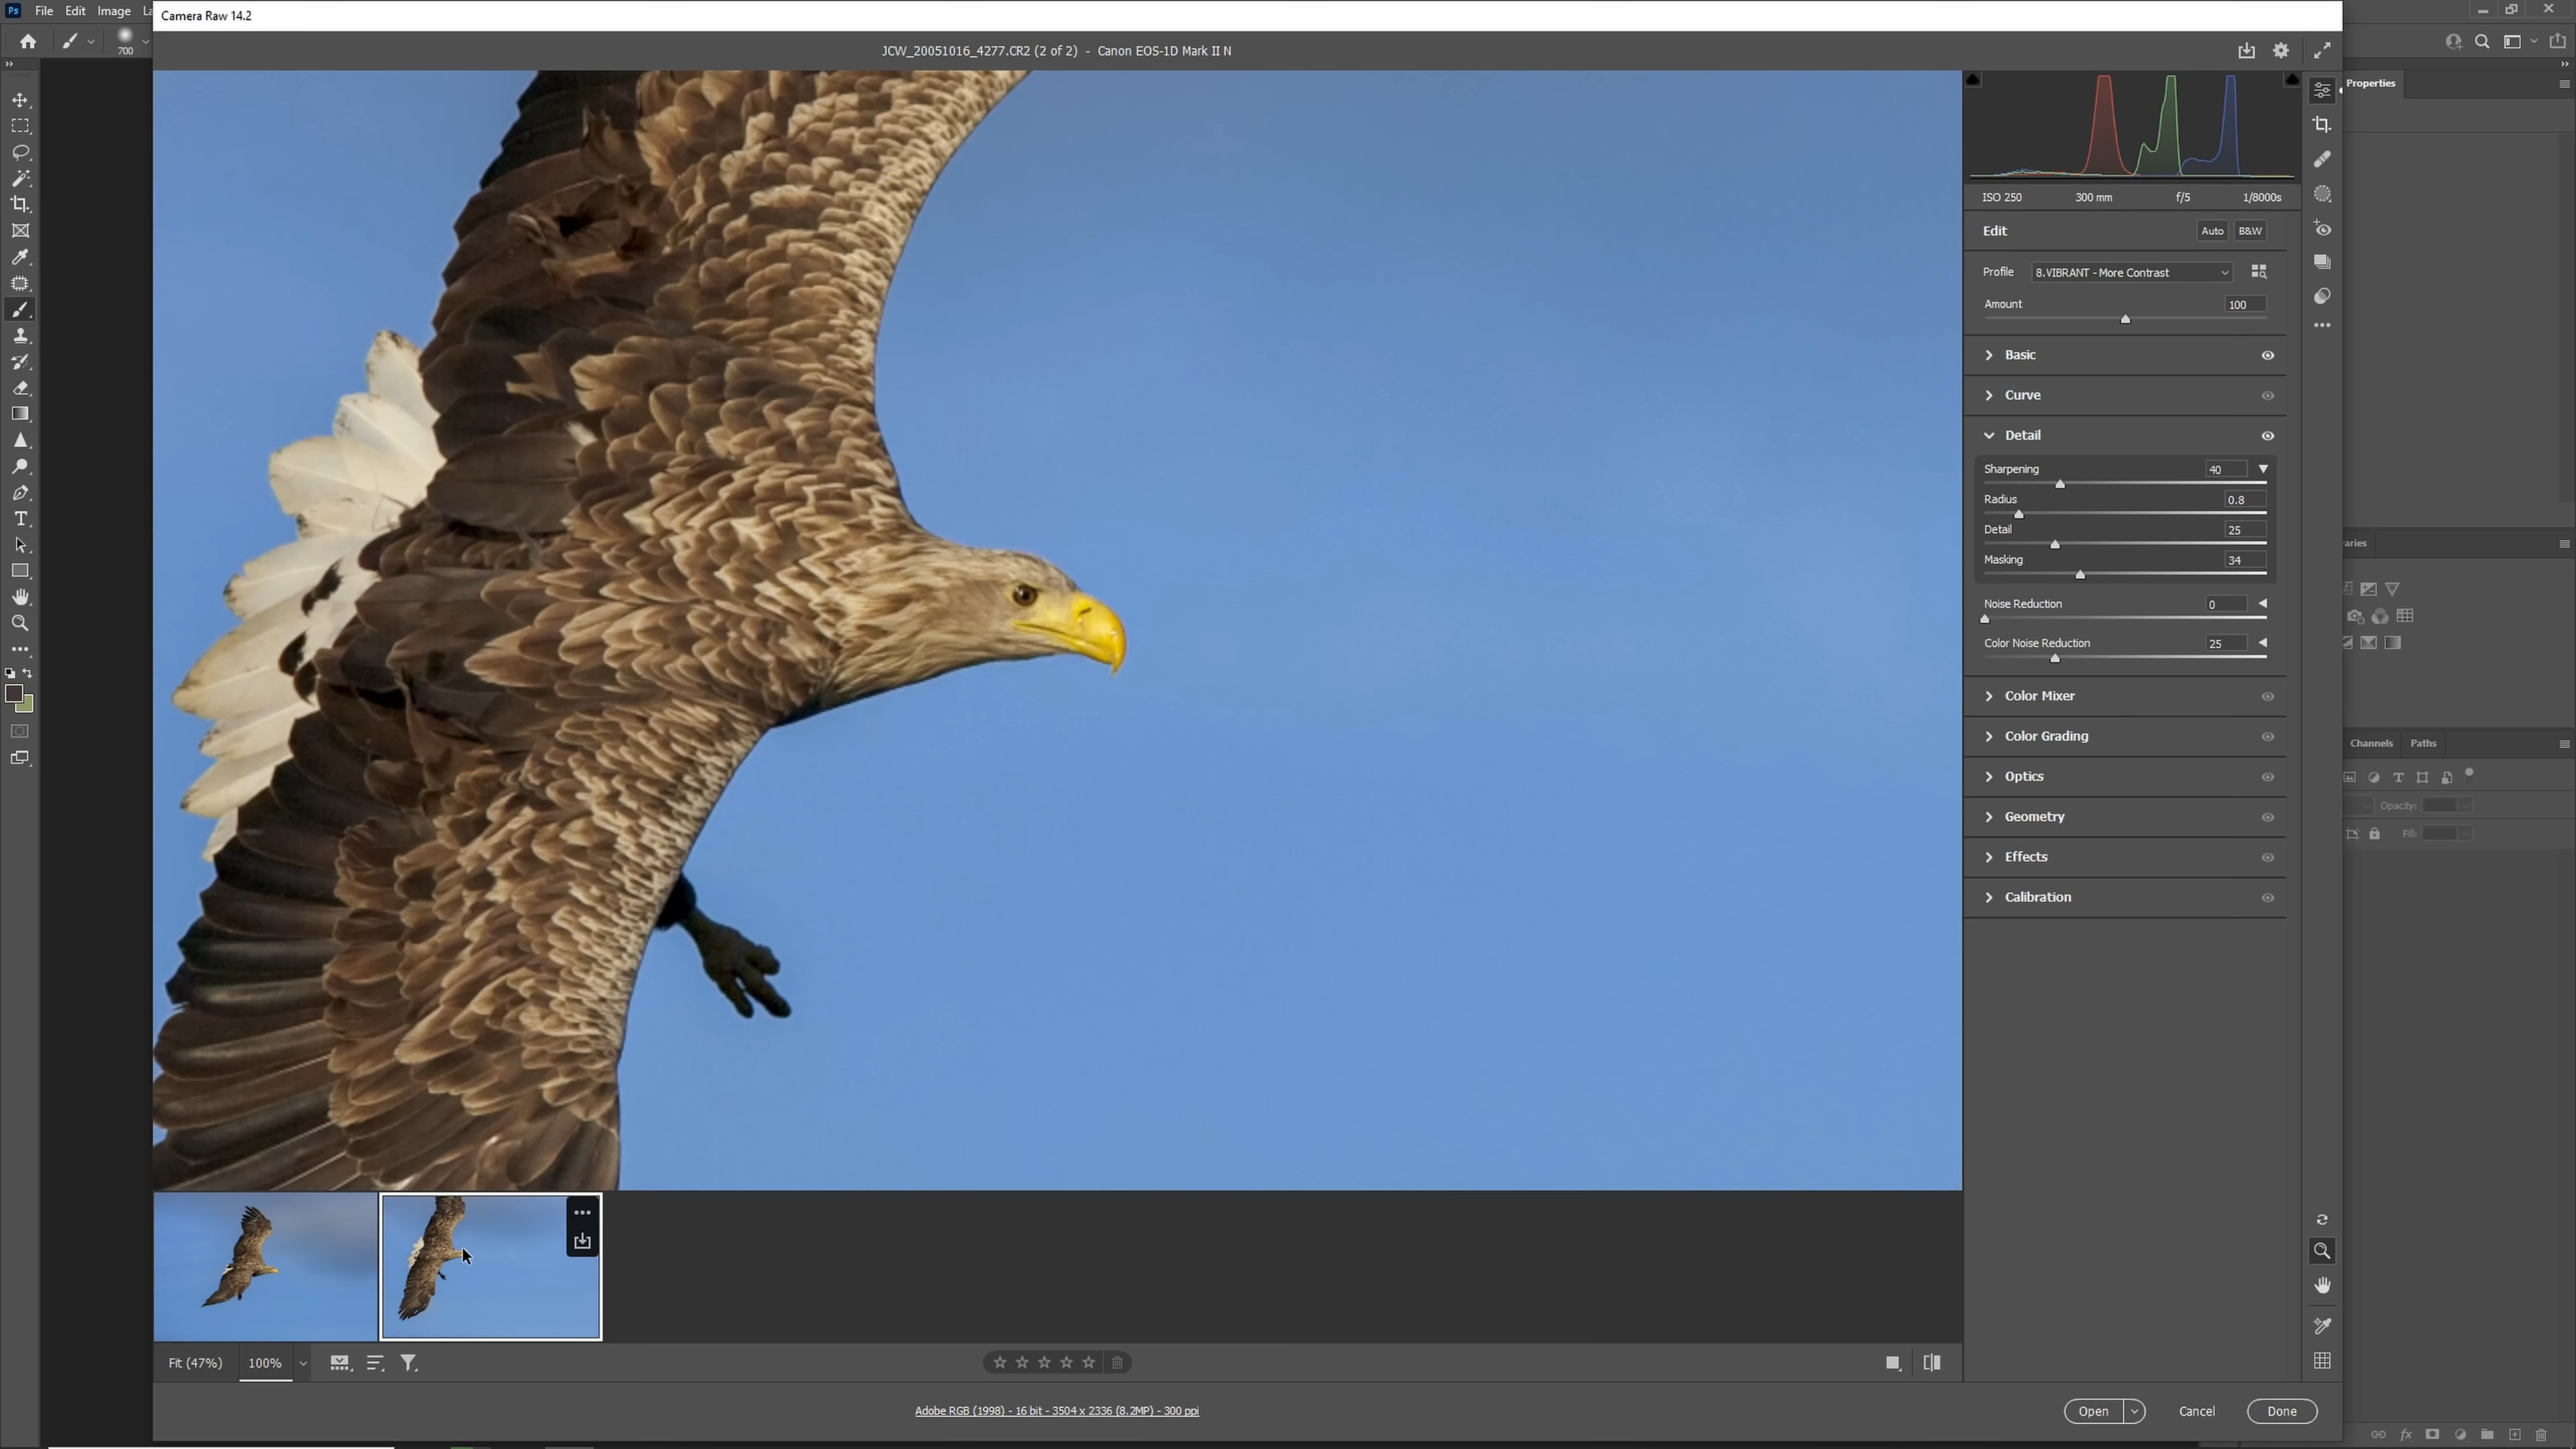 Ps File Edit Image La
Camera Raw 14.2
700
JCW_20051016_4277.CR2 (2 of 2) - Canon EOS-1D Mark II N
Properties
ISO 250 300 mm f/5 1/8000s
Edit Auto B&W
Profile 8.VIBRANT - More Contrast
Amount 100
Basic
Curve
Detail
Sharpening 40
Radius 0.8
Detail 25
Masking 34
Noise Reduction 0
Color Noise Reduction 25
Color Mixer
Color Grading
Optics
Geometry
Effects
Calibration
raries
Channels Paths
Opacity:
Fill:
Fit (47%) 100%
Adobe RGB (1998) - 16 bit - 3504 x 2336 (8.2MP) - 300 ppi
Open Cancel Done
fx